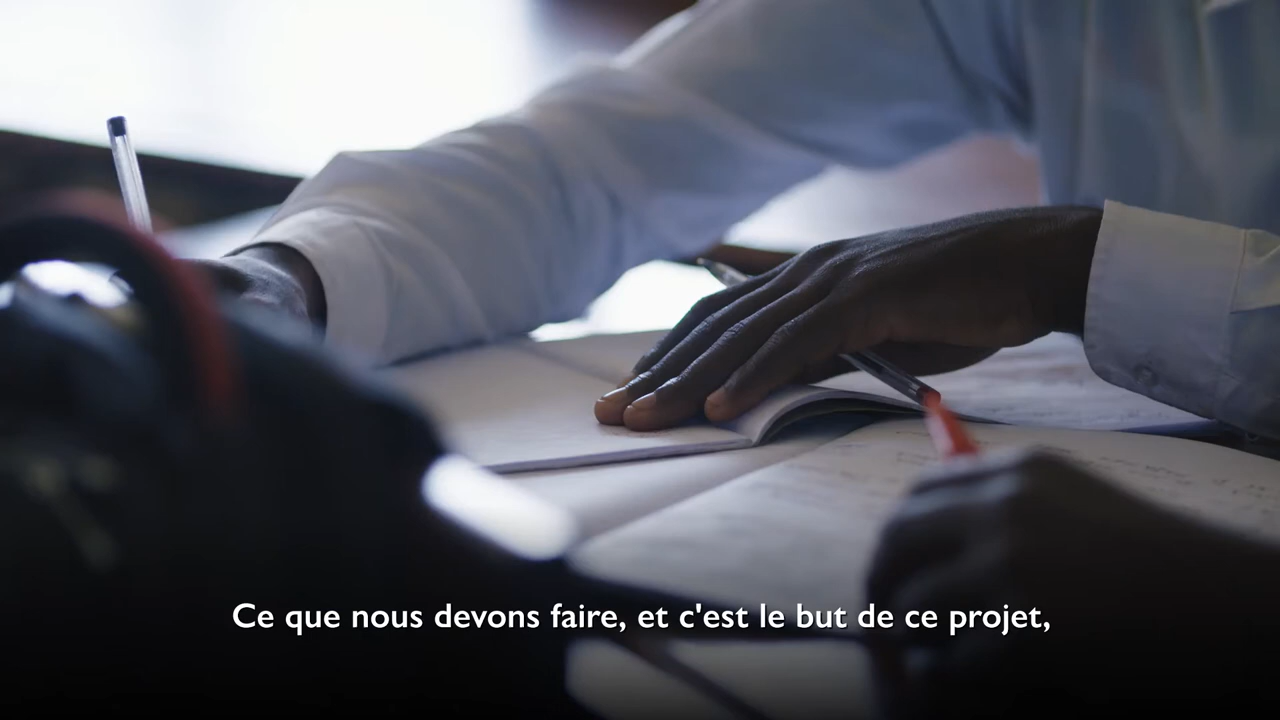 Ce que nous devons faire, et c'est le but de ce projet,